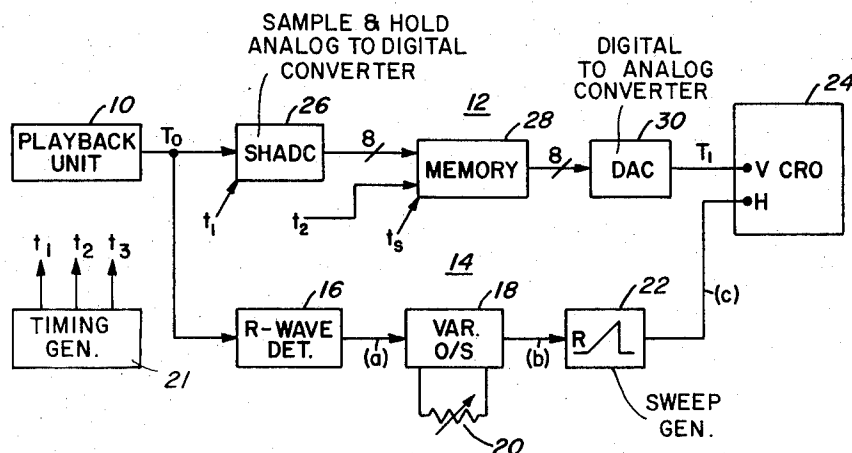 SAMPLE & HOLD
ANALOG TO DIGITAL
CONVERTER
DIGITAL
TO ANALOG
CONVERTER
24
10
26
12
28
30
PLAYBACK
UNIT
T0
SHADC
8
MEMORY
8
DAC
T1
V CRO
H
t1
t2
ts
t1 t2 t3
14
16
18
22
(c)
TIMING
GEN.
21
R-WAVE
DET.
(a)
VAR.
O/S
(b)
R
20
SWEEP
GEN.